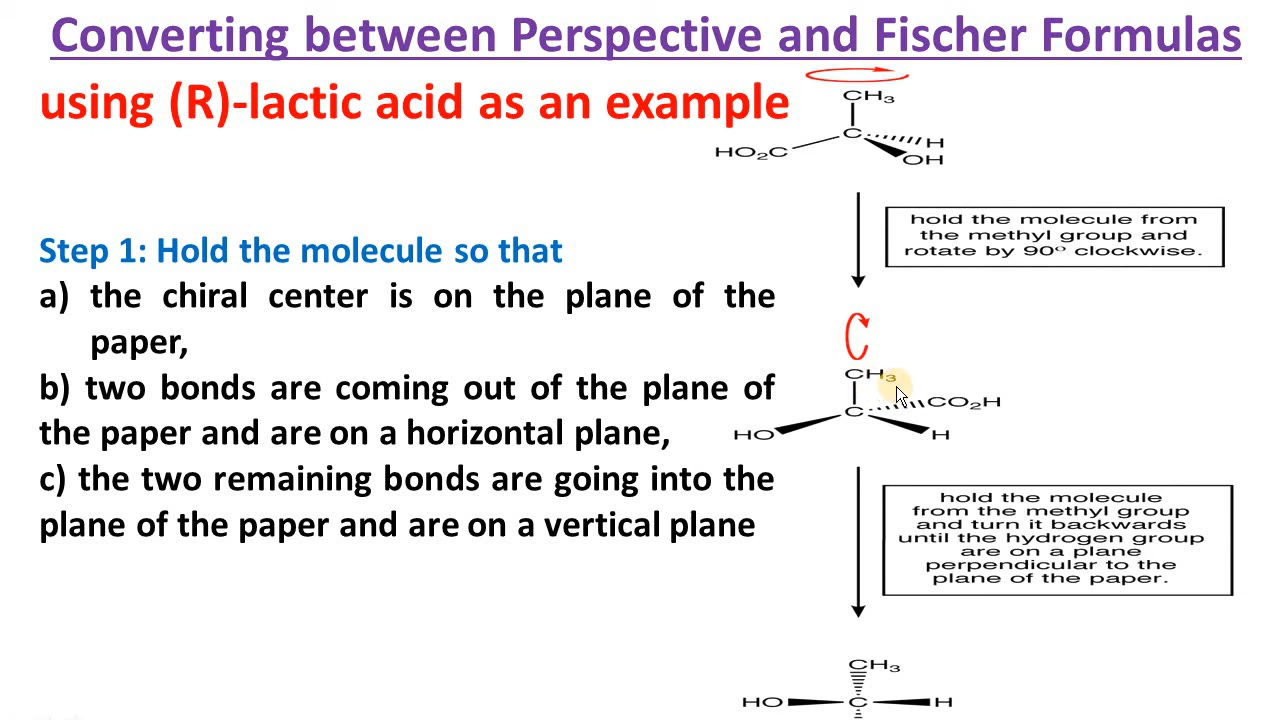 Converting between Perspective and Fischer Formulas
using (R)-lactic acid as an example
CH3
C
H
HO2C
OH
hold the molecule from
the methyl group and
rotate by 90° clockwise.
Step 1: Hold the molecule so that
a) the chiral center is on the plane of the
paper,
b) two bonds are coming out of the plane of
the paper and are on a horizontal plane,
c) the two remaining bonds are going into the
plane of the paper and are on a vertical plane
CH3
C
CO2H
HO
H
hold the molecule
from the methyl group
and turn it backwards
until the hydrogen group
are on a plane
perpendicular to the
plane of the paper.
CH3
HO
C
H